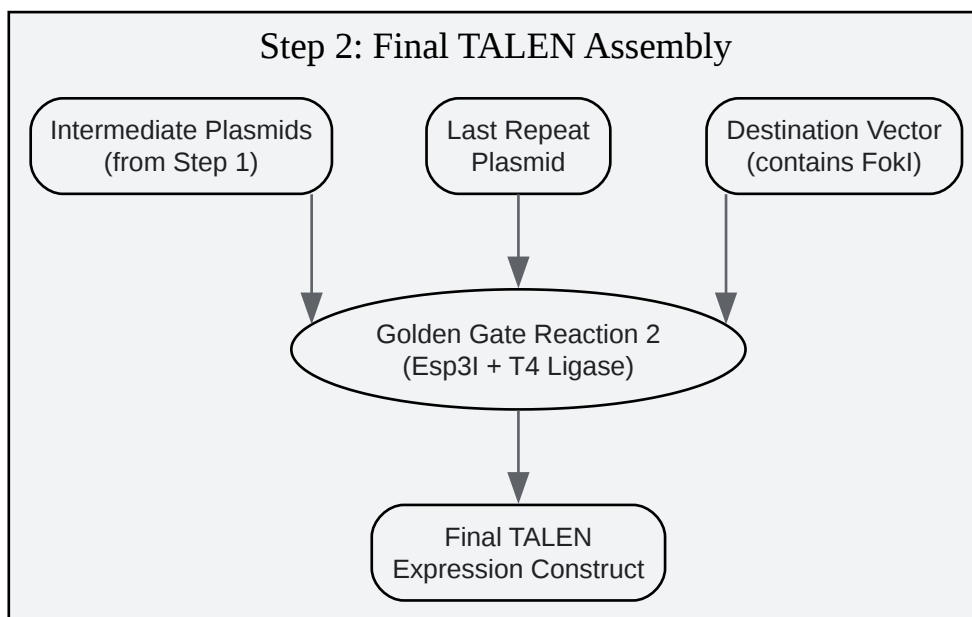 Step 2: Final TALEN Assembly
Intermediate Plasmids
(from Step 1)
Last Repeat
Plasmid
Destination Vector
(contains FokI)
Golden Gate Reaction 2
(Esp3I + T4 Ligase)
Final TALEN
Expression Construct